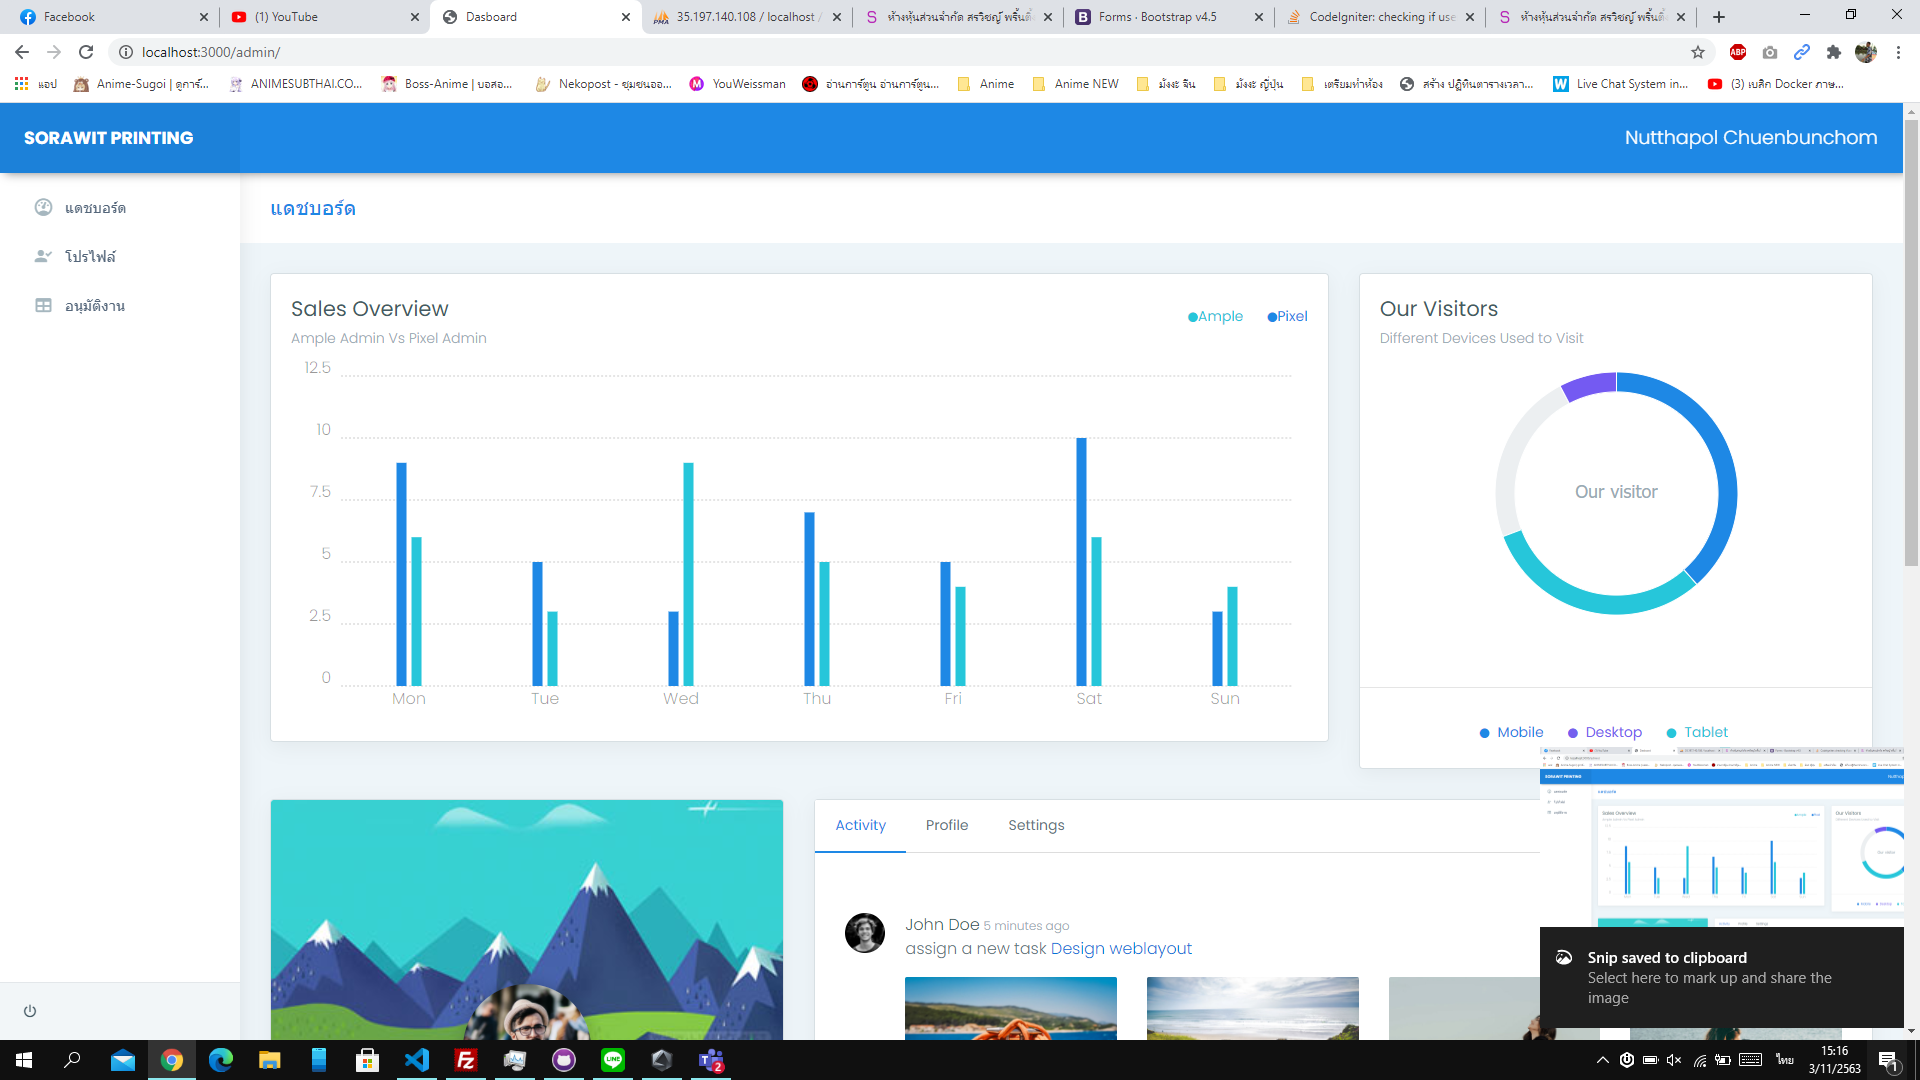 Facebook
(1) YouTube
Dasboard
35.197.140.108 / localhost /
ห้างหุ้นส่วนจำกัด สรวิชญ์ พริ้นติ้ง
Forms · Bootstrap v4.5
CodeIgniter: checking if use
ห้างหุ้นส่วนจำกัด สรวิชญ์ พริ้นติ้ง
localhost:3000/admin/
ABP
แอป
Anime-Sugoi | ดูการ์...
ANIMESUBTHAI.CO...
Boss-Anime | บอสอ...
Nekopost - ชุมชนออ...
YouWeissman
อ่านการ์ตูน อ่านการ์ตูน...
Anime
Anime NEW
มังงะ จีน
มังงะ ญี่ปุ่น
เตรียมทำห้อง
สร้าง ปฏิทินตารางเวลา...
Live Chat System in...
(3) เบสิก Docker ภาษ...
SORAWIT PRINTING
Nutthapol Chuenbunchom
แดชบอร์ด
โปรไฟล์
อนุมัติงาน
แดชบอร์ด
Sales Overview
Ample Admin Vs Pixel Admin
Ample
Pixel
12.5
10
7.5
5
2.5
0
Mon
Tue
Wed
Thu
Fri
Sat
Sun
Our Visitors
Different Devices Used to Visit
Our visitor
Mobile
Desktop
Tablet
Activity
Profile
Settings
John Doe 5 minutes ago
assign a new task Design weblayout
Snip saved to clipboard
Select here to mark up and share the
image
ไทย
15:16
3/11/2563